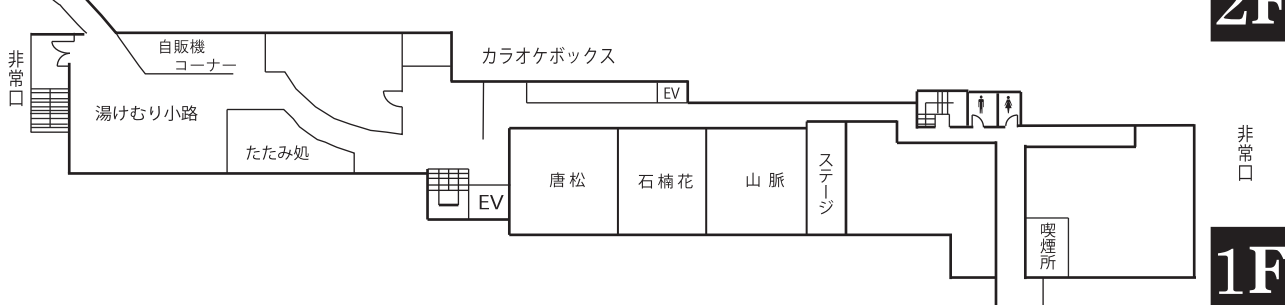 2F
非常口
自販機
コーナー
カラオケボックス
EV
湯けむり小路
たたみ処
EV
唐松
石楠花
山脈
ステージ
非常口
喫煙所
1F